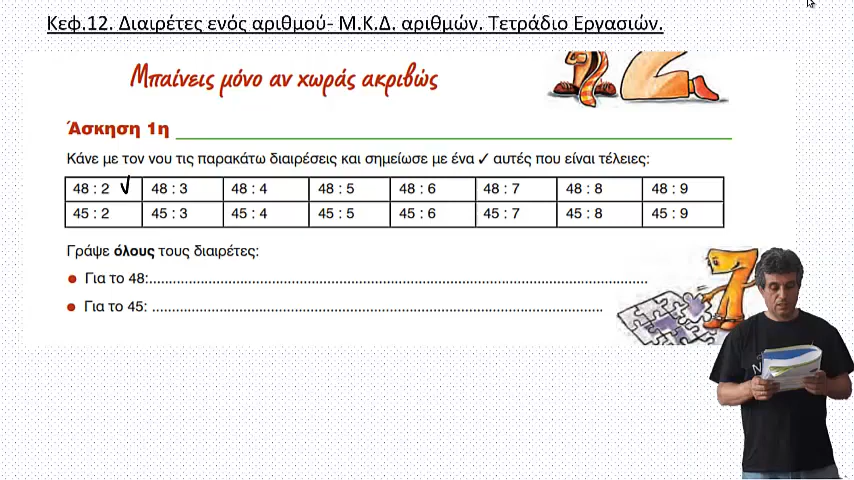 Κεφ.12. Διαιρέτες ενός αριθμού- Μ.Κ.Δ. αριθμών. Τετράδιο Εργασιών.
Μπαίνεις μόνο αν χωράς ακριβώς
Άσκηση 1η
Κάνε με τον νου τις παρακάτω διαιρέσεις και σημείωσε με ένα ✓ αυτές που είναι τέλειες:
48 : 2 ✓ 48 : 3 48 : 4 48 : 5 48 : 6 48 : 7 48 : 8 48 : 9
45 : 2 45 : 3 45 : 4 45 : 5 45 : 6 45 : 7 45 : 8 45 : 9
Γράψε όλους τους διαιρέτες:
• Για το 48:
• Για το 45: